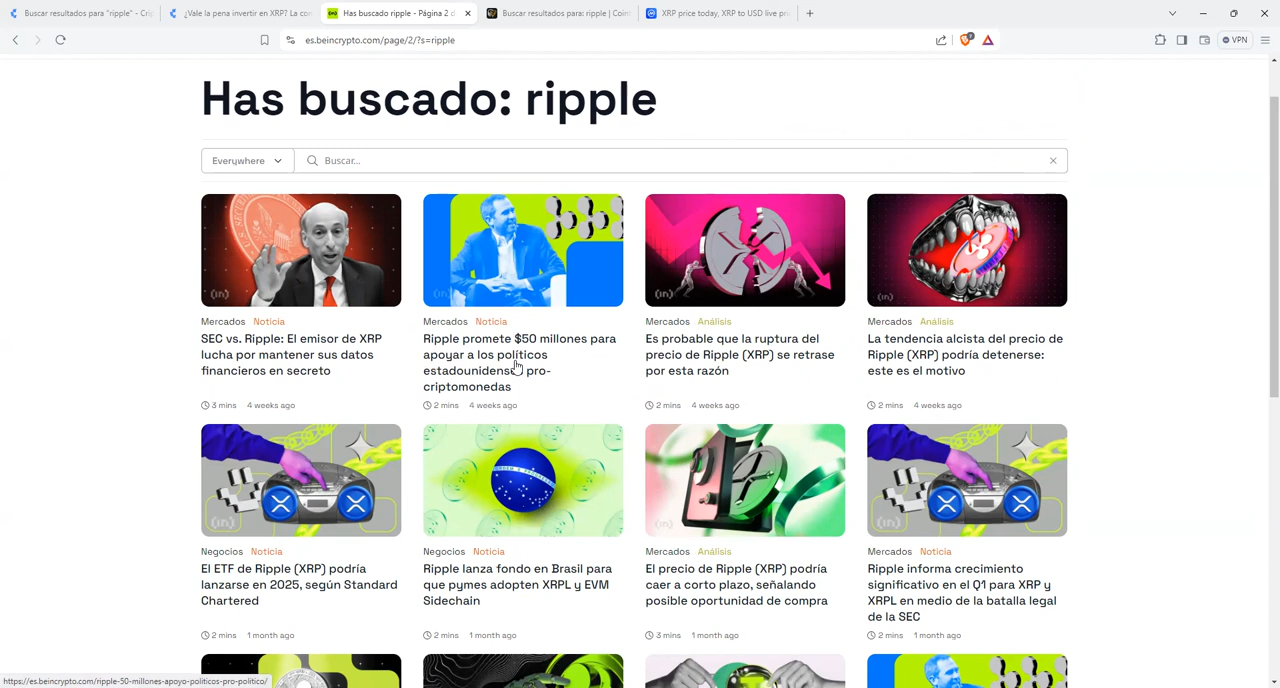 Buscar resultados para "ripple" - Crip
¿Vale la pena invertir en XRP? La con
Has buscado ripple - Página 2 d
Buscar resultados para: ripple | Coin
XRP price today, XRP to USD live pri
es.beincrypto.com/page/2/?s=ripple
VPN
Has buscado: ripple
Everywhere
Buscar...
Mercados Noticia
SEC vs. Ripple: El emisor de XRP
lucha por mantener sus datos
financieros en secreto
3 mins 4 weeks ago
Mercados Noticia
Ripple promete $50 millones para
apoyar a los políticos
estadounidenses pro-
criptomonedas
2 mins 4 weeks ago
Mercados Análisis
Es probable que la ruptura del
precio de Ripple (XRP) se retrase
por esta razón
2 mins 4 weeks ago
Mercados Análisis
La tendencia alcista del precio de
Ripple (XRP) podría detenerse:
este es el motivo
2 mins 4 weeks ago
Negocios Noticia
El ETF de Ripple (XRP) podría
lanzarse en 2025, según Standard
Chartered
2 mins 1 month ago
Negocios Noticia
Ripple lanza fondo en Brasil para
que pymes adopten XRPL y EVM
Sidechain
2 mins 1 month ago
Mercados Análisis
El precio de Ripple (XRP) podría
caer a corto plazo, señalando
posible oportunidad de compra
3 mins 1 month ago
Mercados Noticia
Ripple informa crecimiento
significativo en el Q1 para XRP y
XRPL en medio de la batalla legal
de la SEC
2 mins 1 month ago
https://es.beincrypto.com/ripple-50-millones-apoyo-politicos-pro-politico/